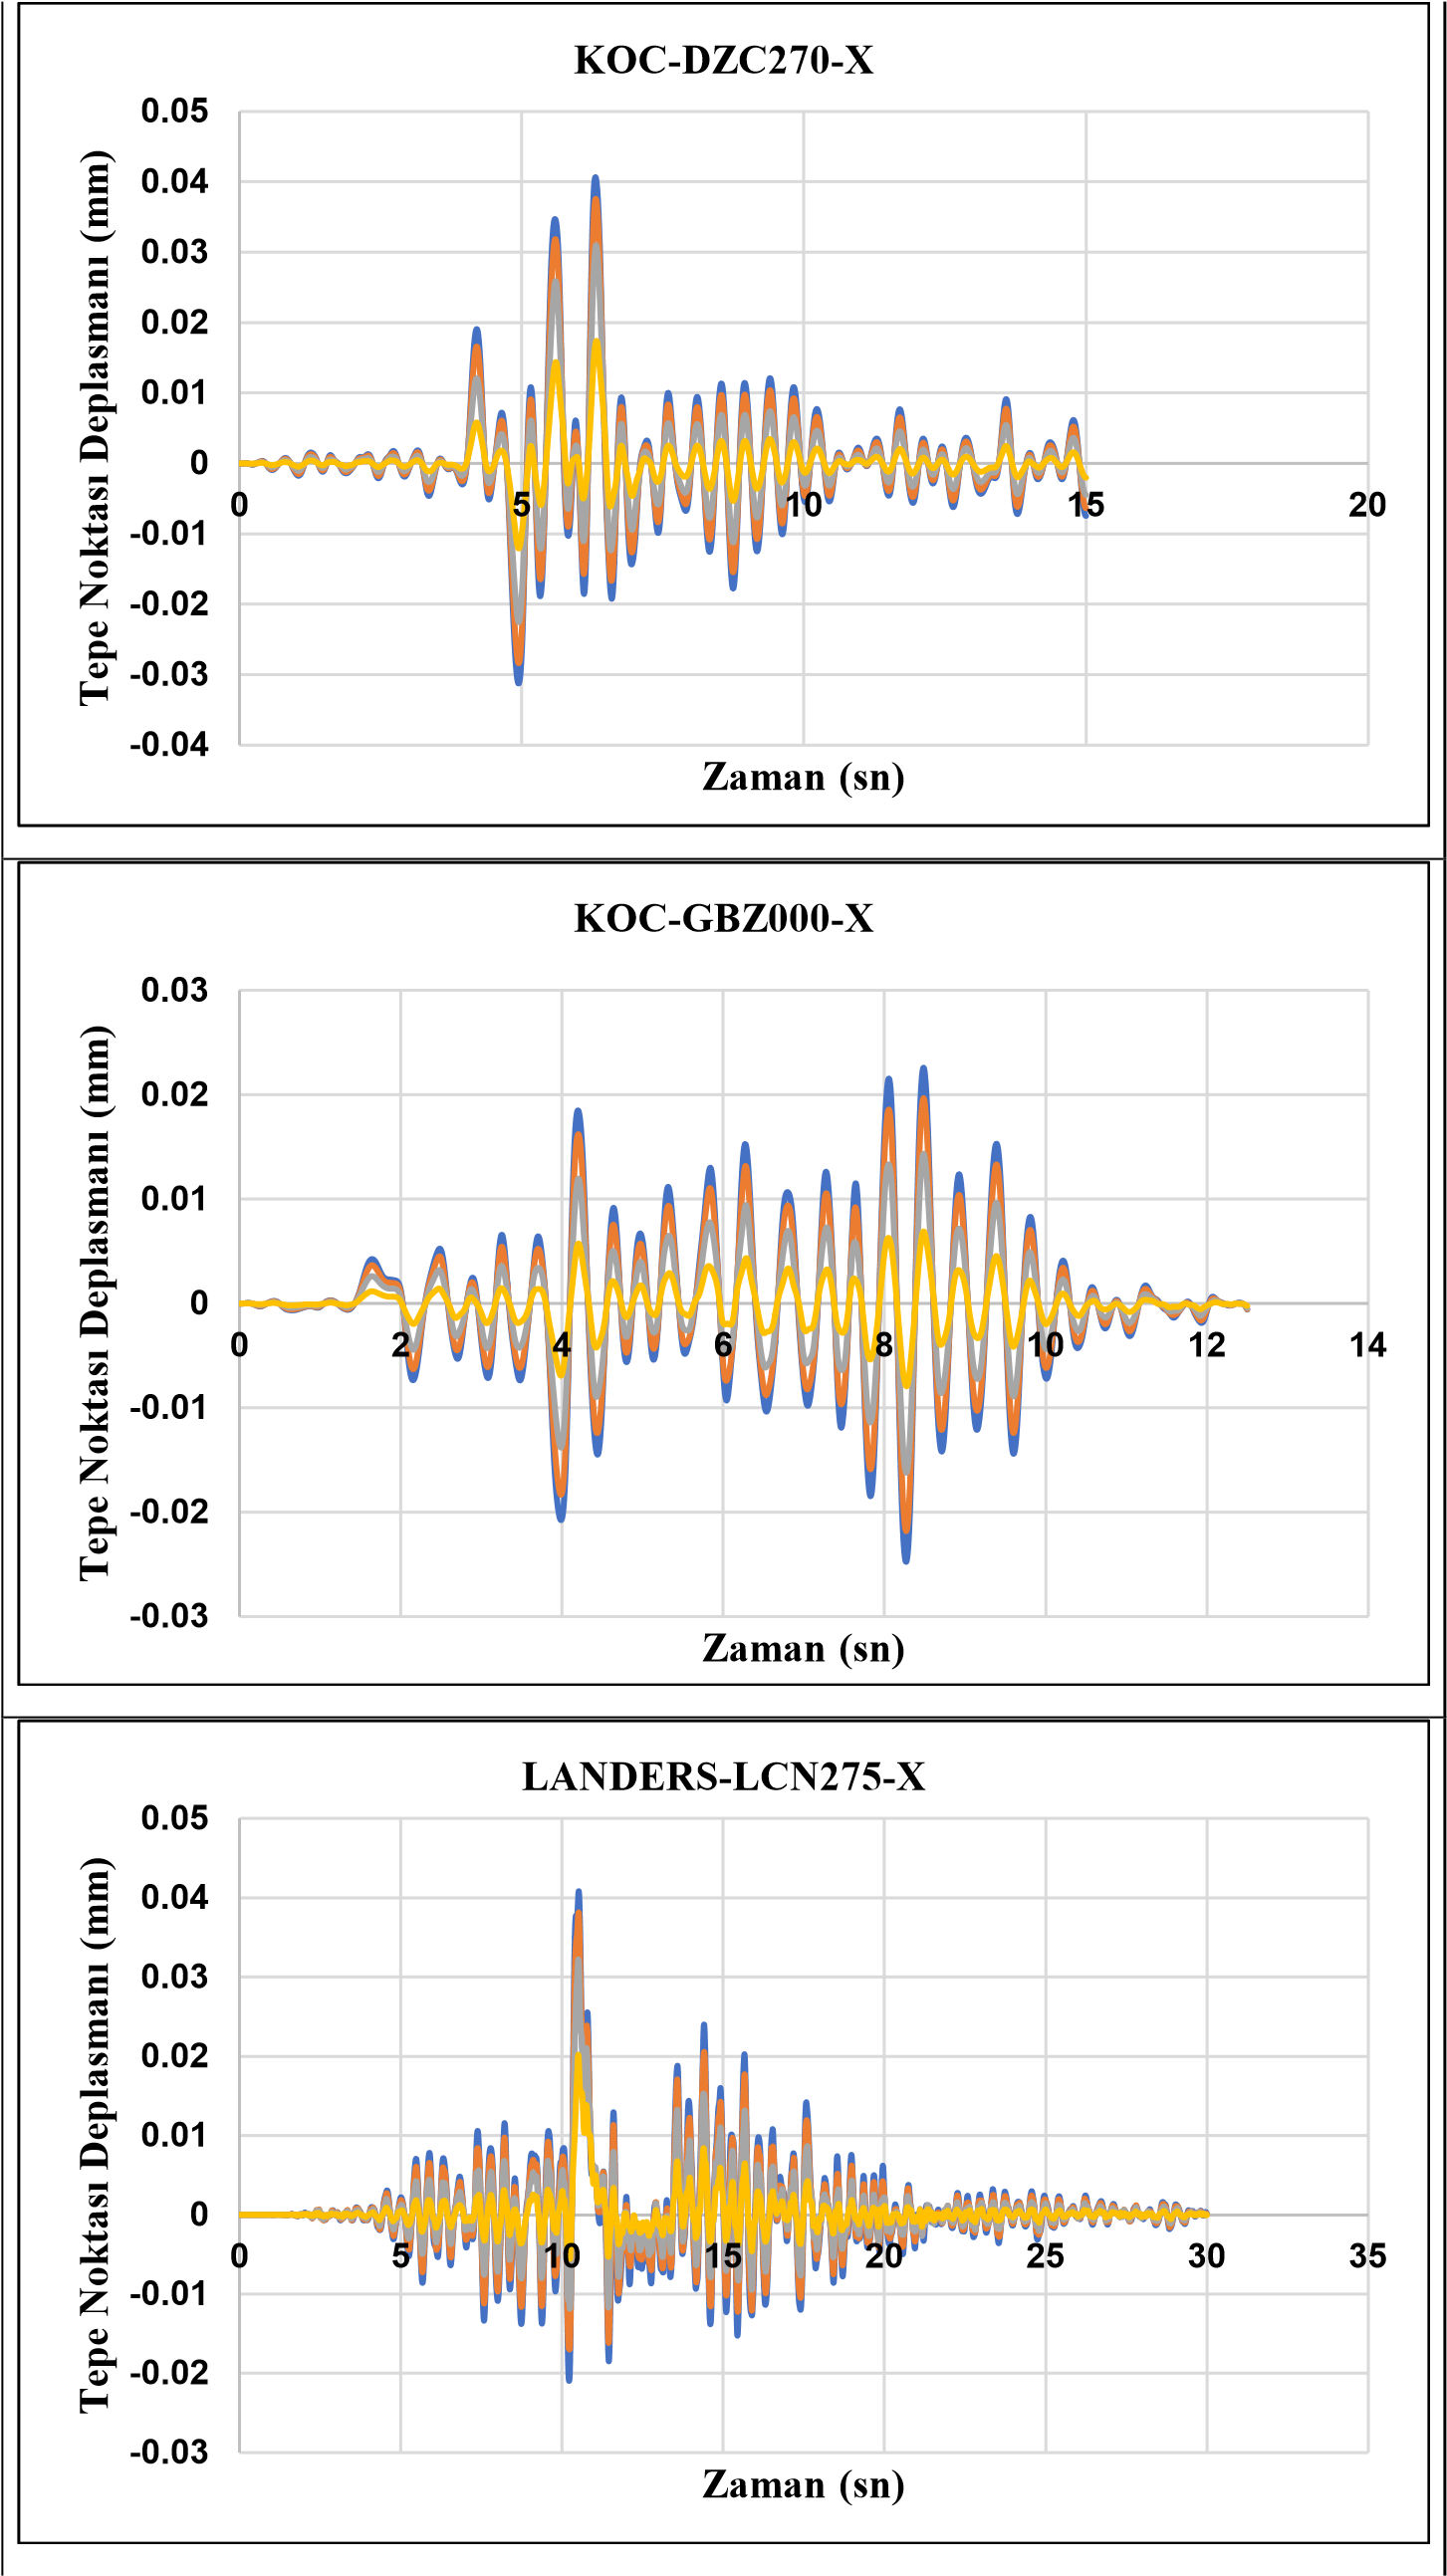 KOC-DZC270-X
0.05
0.04
0.03
0.02
0.01
0
-0.01
-0.02
-0.03
-0.04
Tepe Noktası Deplasmanı (mm)
0 5 10 15 20
Zaman (sn)
KOC-GBZ000-X
0.03
0.02
0.01
0
-0.01
-0.02
-0.03
Tepe Noktası Deplasmanı (mm)
0 2 4 6 8 10 12 14
Zaman (sn)
LANDERS-LCN275-X
0.05
0.04
0.03
0.02
0.01
0
-0.01
-0.02
-0.03
Tepe Noktası Deplasmanı (mm)
0 5 10 15 20 25 30 35
Zaman (sn)